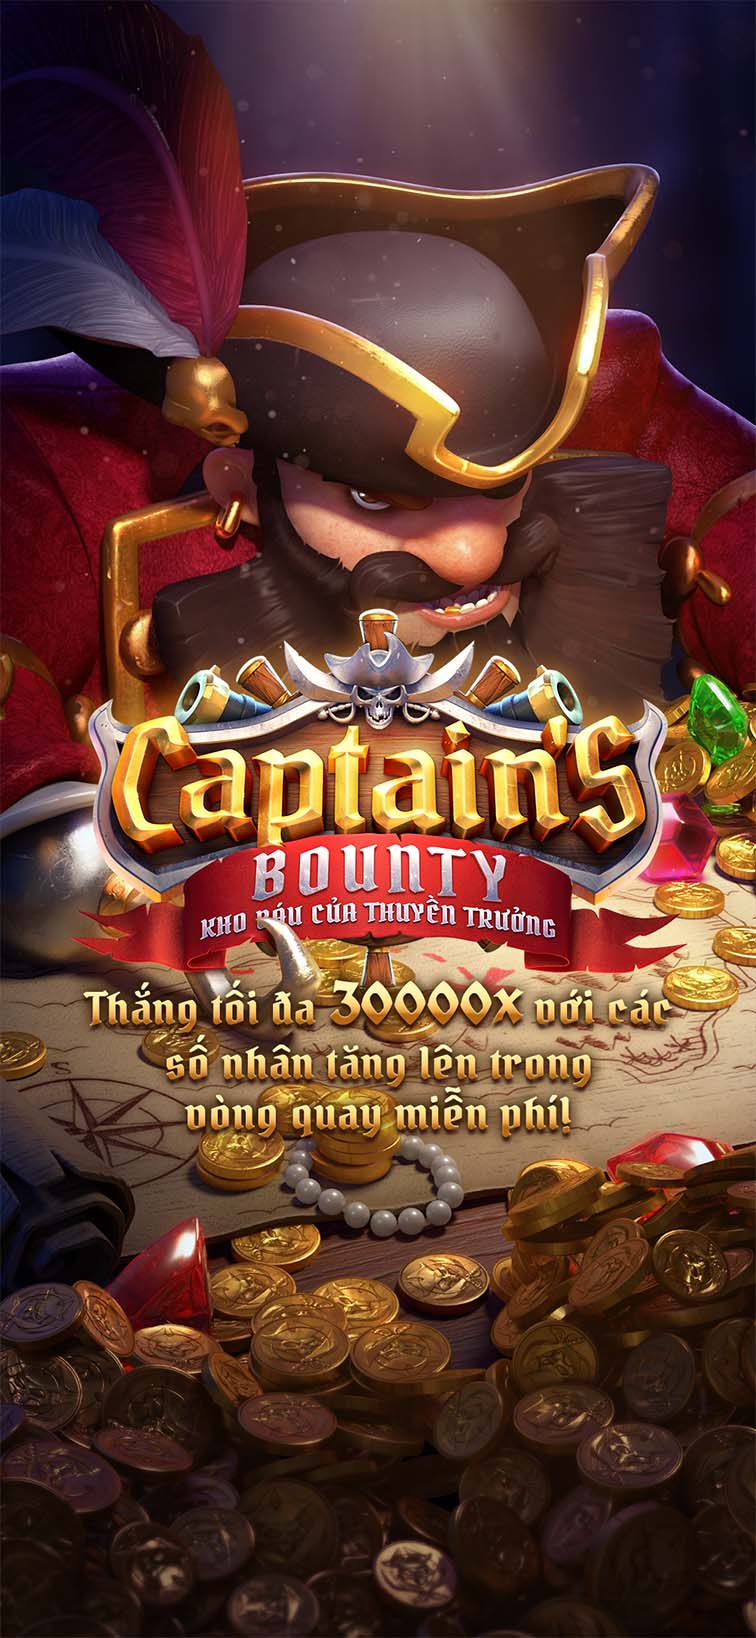 Captain's
BOUNTY
KHO BÁU CỦA THUYỀN TRƯỞNG
Thắng tối đa 30000x với các
số nhân tăng lên trong
vòng quay miễn phí!